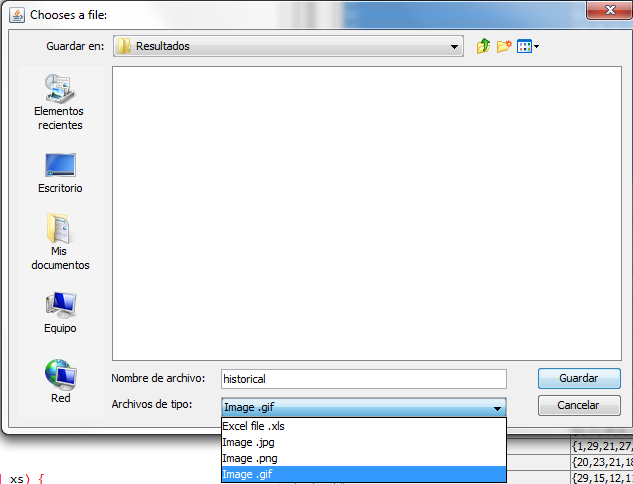 Chooses a file:
Guardar en:
Resultados
Elementos
recientes
Escritorio
Mis
documentos
Equipo
Red
Nombre de archivo:
historical
Guardar
Archivos de tipo:
Image .gif
Cancelar
Excel file .xls
Image .jpg
Image .png
Image .gif
{1,29,21,27,
{20,23,21,18
xs) {
{29,15,12,11